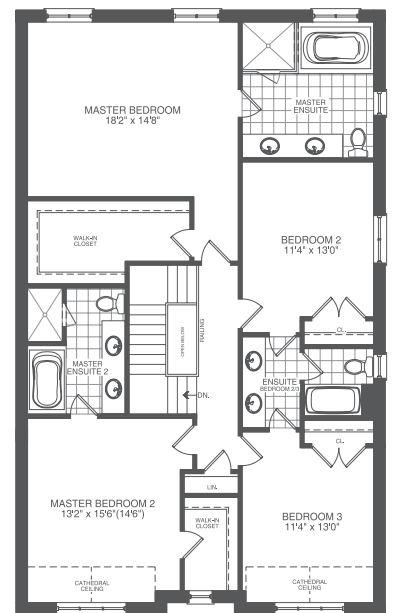 MASTER BEDROOM
18'2" x 14'8"
MASTER
ENSUITE
WALK-IN
CLOSET
BEDROOM 2
11'4" x 13'0"
CL.
OPEN BELOW
RAILING
MASTER
ENSUITE 2
DN.
ENSUITE
BEDROOM 2/3
CL.
LIN.
MASTER BEDROOM 2
13'2" x 15'6"(14'6")
WALK-IN
CLOSET
BEDROOM 3
11'4" x 13'0"
CATHEDRAL
CEILING
CATHEDRAL
CEILING